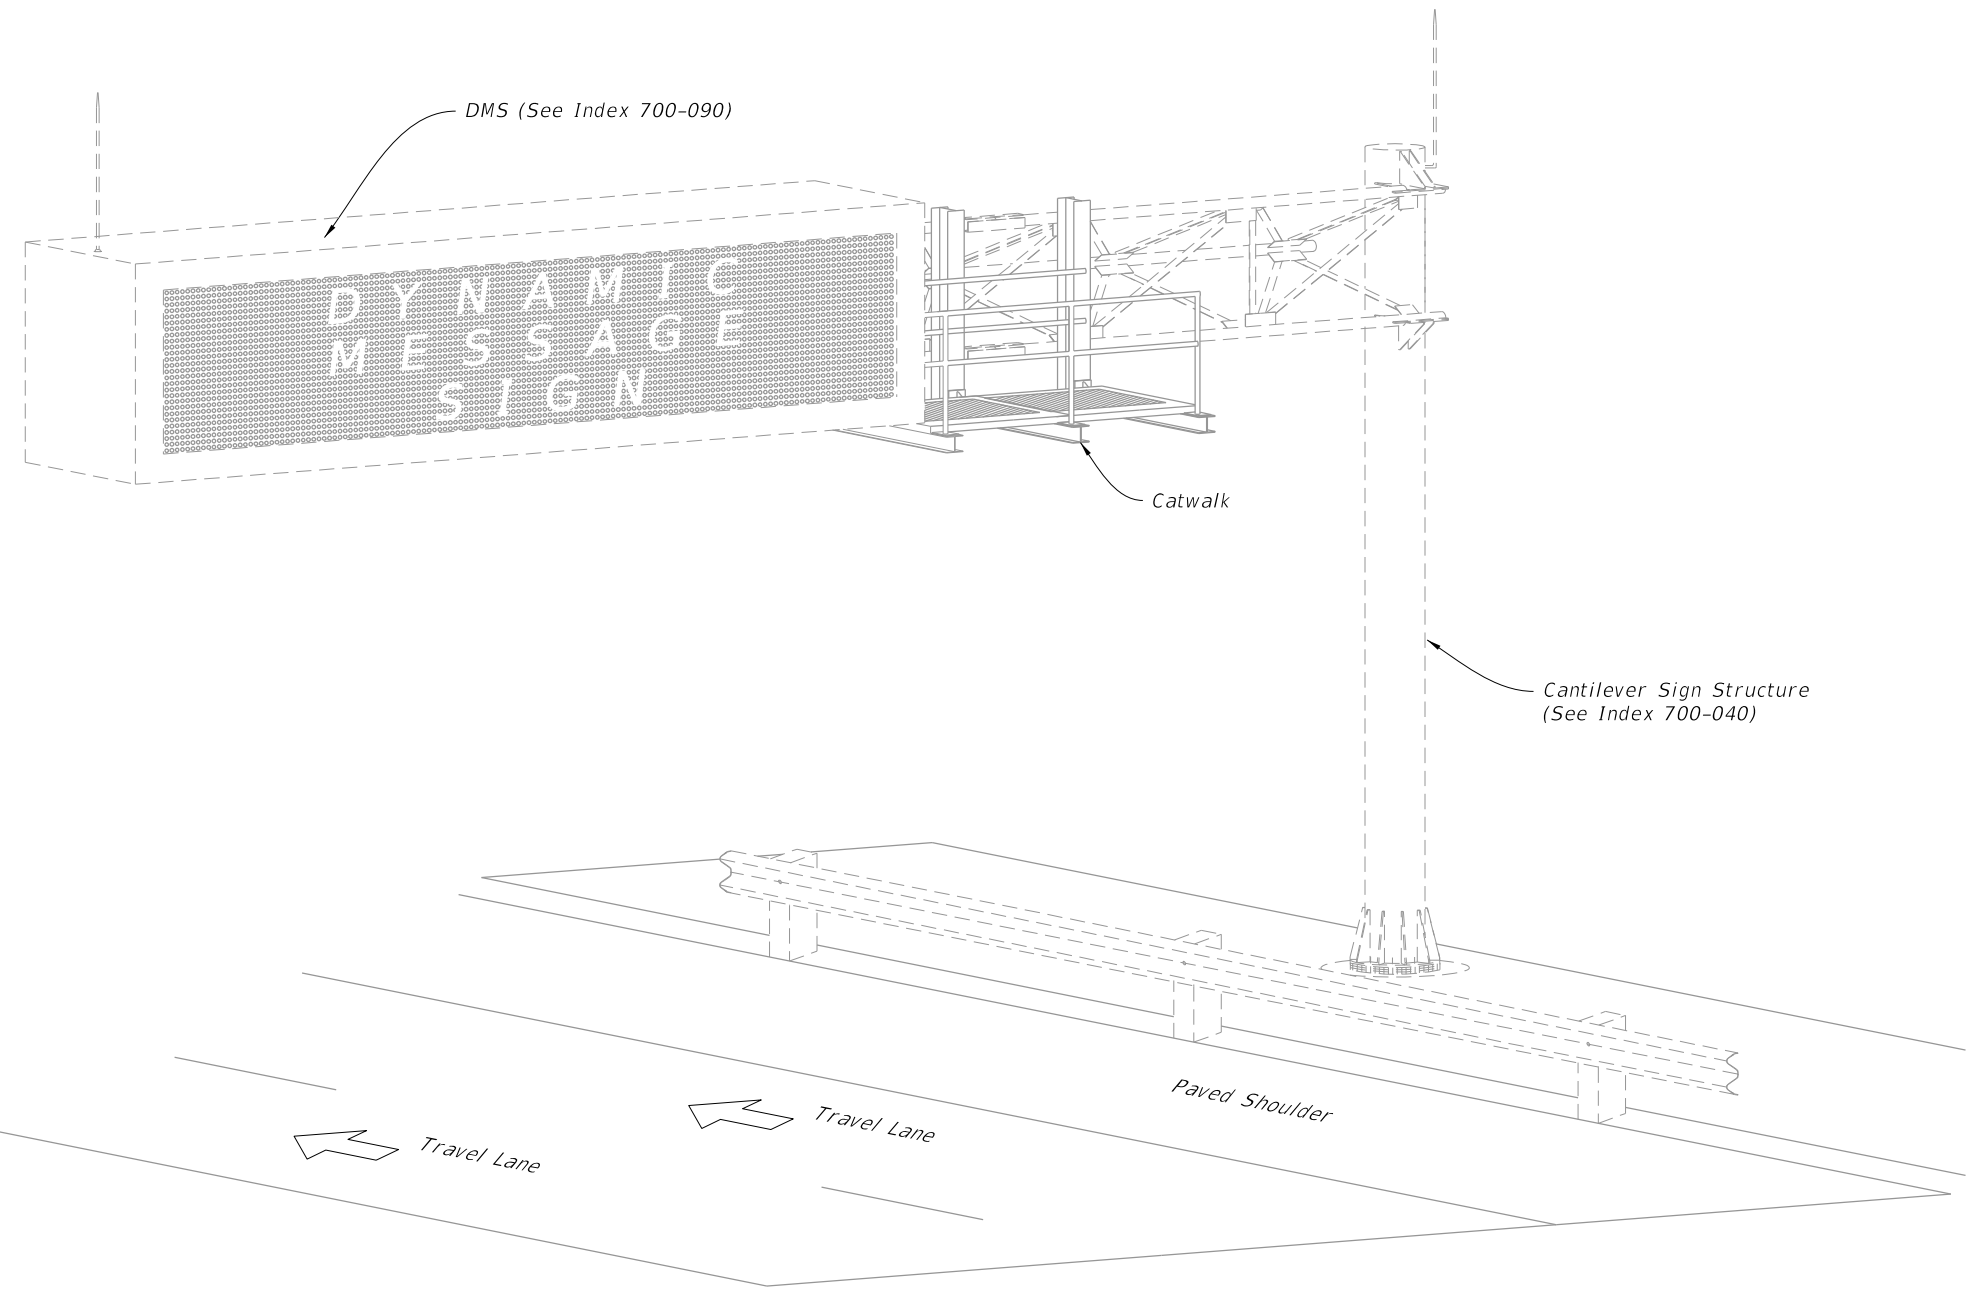 DMS (See Index 700-090)
DYNAMIC
MESSAGE
SIGN
Catwalk
Cantilever Sign Structure
(See Index 700-040)
Paved Shoulder
Travel Lane
Travel Lane